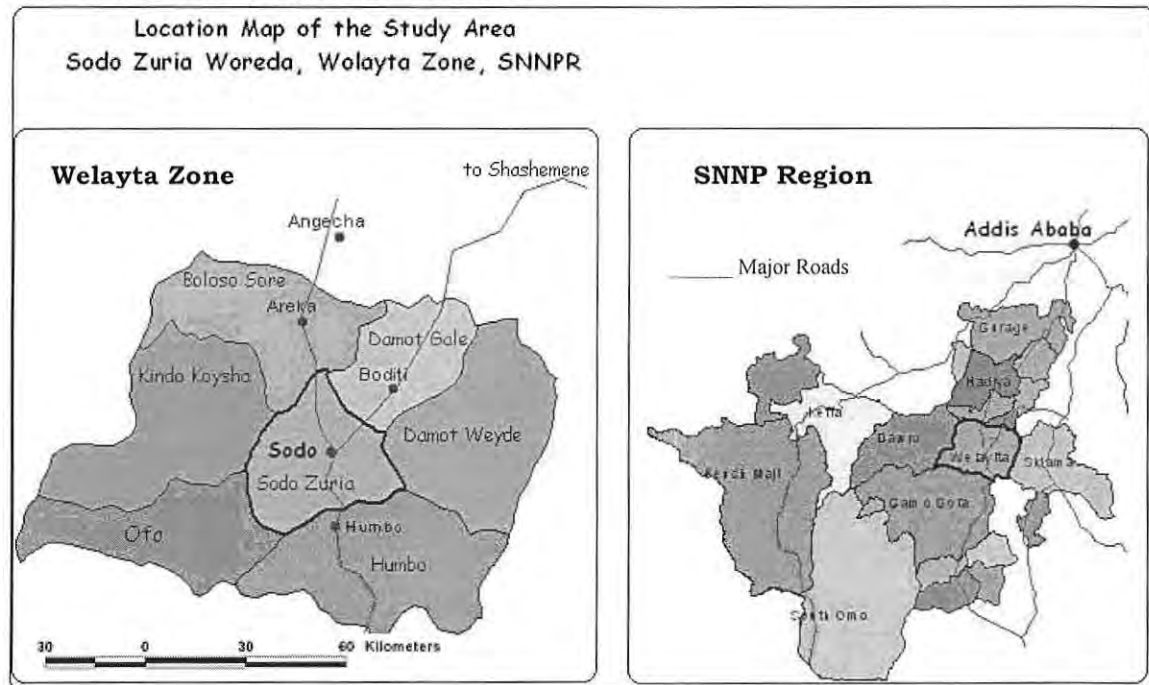 Location Map of the Study Area
Sodo Zuria Woreda, Wolayta Zone, SNNPR
Welayta Zone
to Shashemene
Angecha
Boloso Sore
Areka
Damot Gale
Boditi
Kindo Koysha
Damot Weyde
Sodo
Sodo Zuria
Ofa
Humbo
Humbo
30 0 30 60 Kilometers
SNNP Region
Addis Ababa
Major Roads
Gurage
Hadiya
Dawro
Welayita
Sidama
Gamo Gofa
South Omo